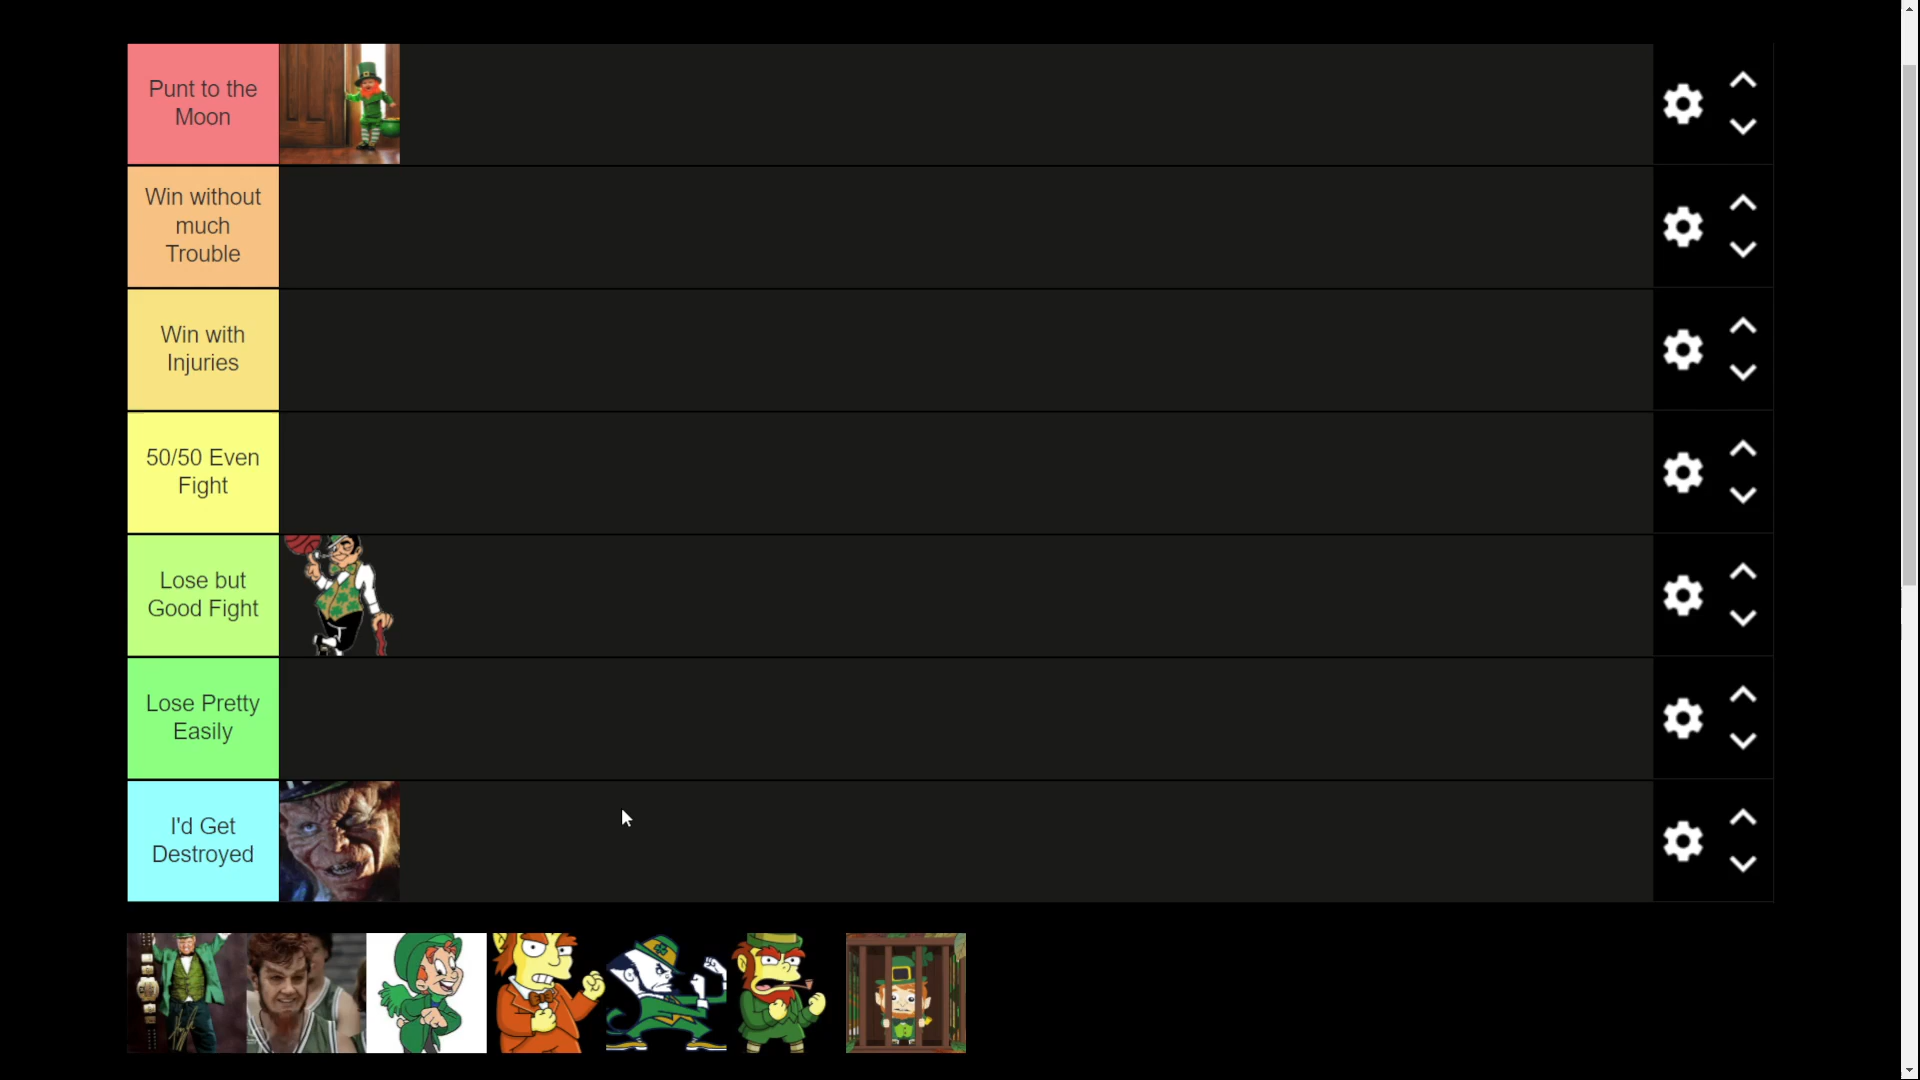 Punt to the
Moon
Win without
much
Trouble
Win with
Injuries
50/50 Even
Fight
Lose but
Good Fight
Lose Pretty
Easily
I'd Get
Destroyed